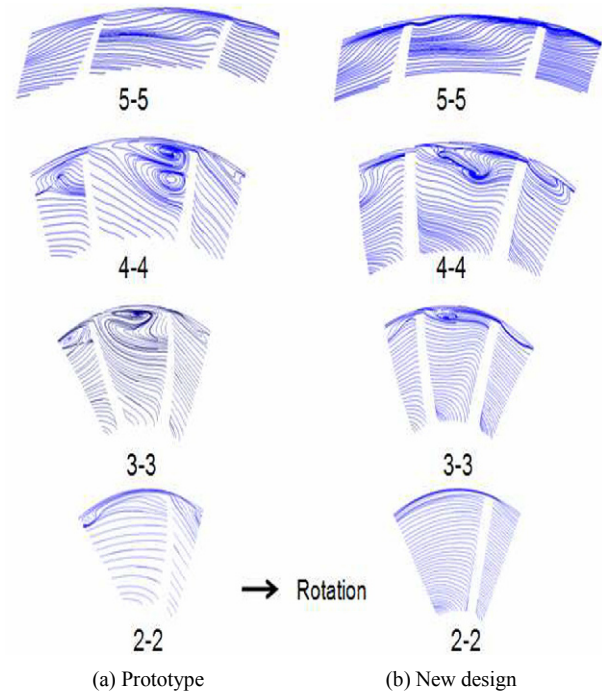 5-5
5-5
4-4
4-4
3-3
3-3
→ Rotation
2-2
2-2
(a) Prototype
(b) New design